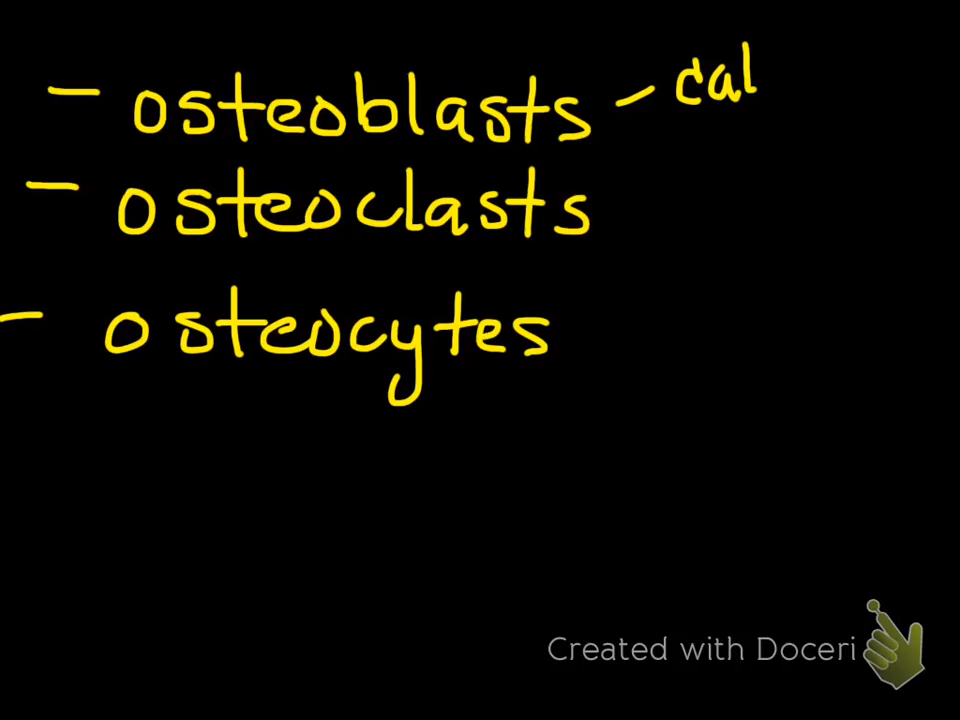 - osteoblasts - cal
- osteoclasts
- osteocytes
Created with Doceri